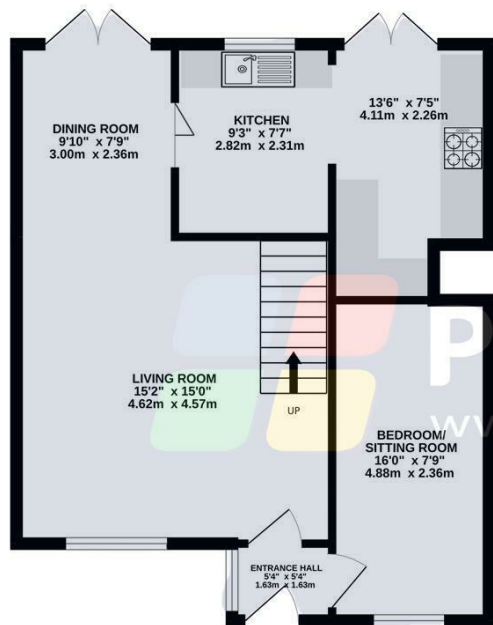 DINING ROOM
9'10" x 7'9"
3.00m x 2.36m
KITCHEN
9'3" x 7'7"
2.82m x 2.31m
13'6" x 7'5"
4.11m x 2.26m
LIVING ROOM
15'2" x 15'0"
4.62m x 4.57m
UP
P
BEDROOM/
SITTING ROOM
16'0" x 7'9"
4.88m x 2.36m
ENTRANCE HALL
5'4" x 5'4"
1.63m x 1.63m